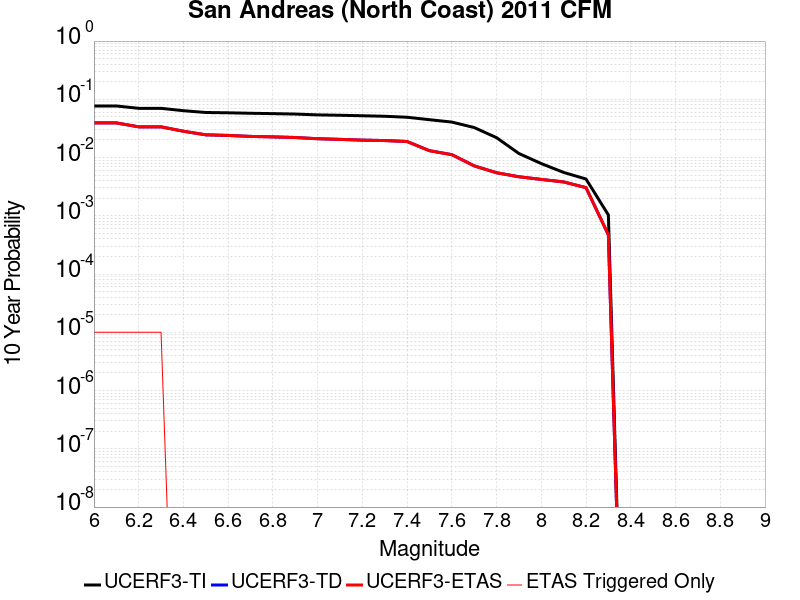 San Andreas (North Coast) 2011 CFM
10 0
10 -1
10 -2
10 -3
10 -4
10 -5
10 -6
10 -7
10 -8
10 Year Probability
6 6.2 6.4 6.6 6.8 7 7.2 7.4 7.6 7.8 8 8.2 8.4 8.6 8.8 9
Magnitude
UCERF3-TI UCERF3-TD UCERF3-ETAS ETAS Triggered Only